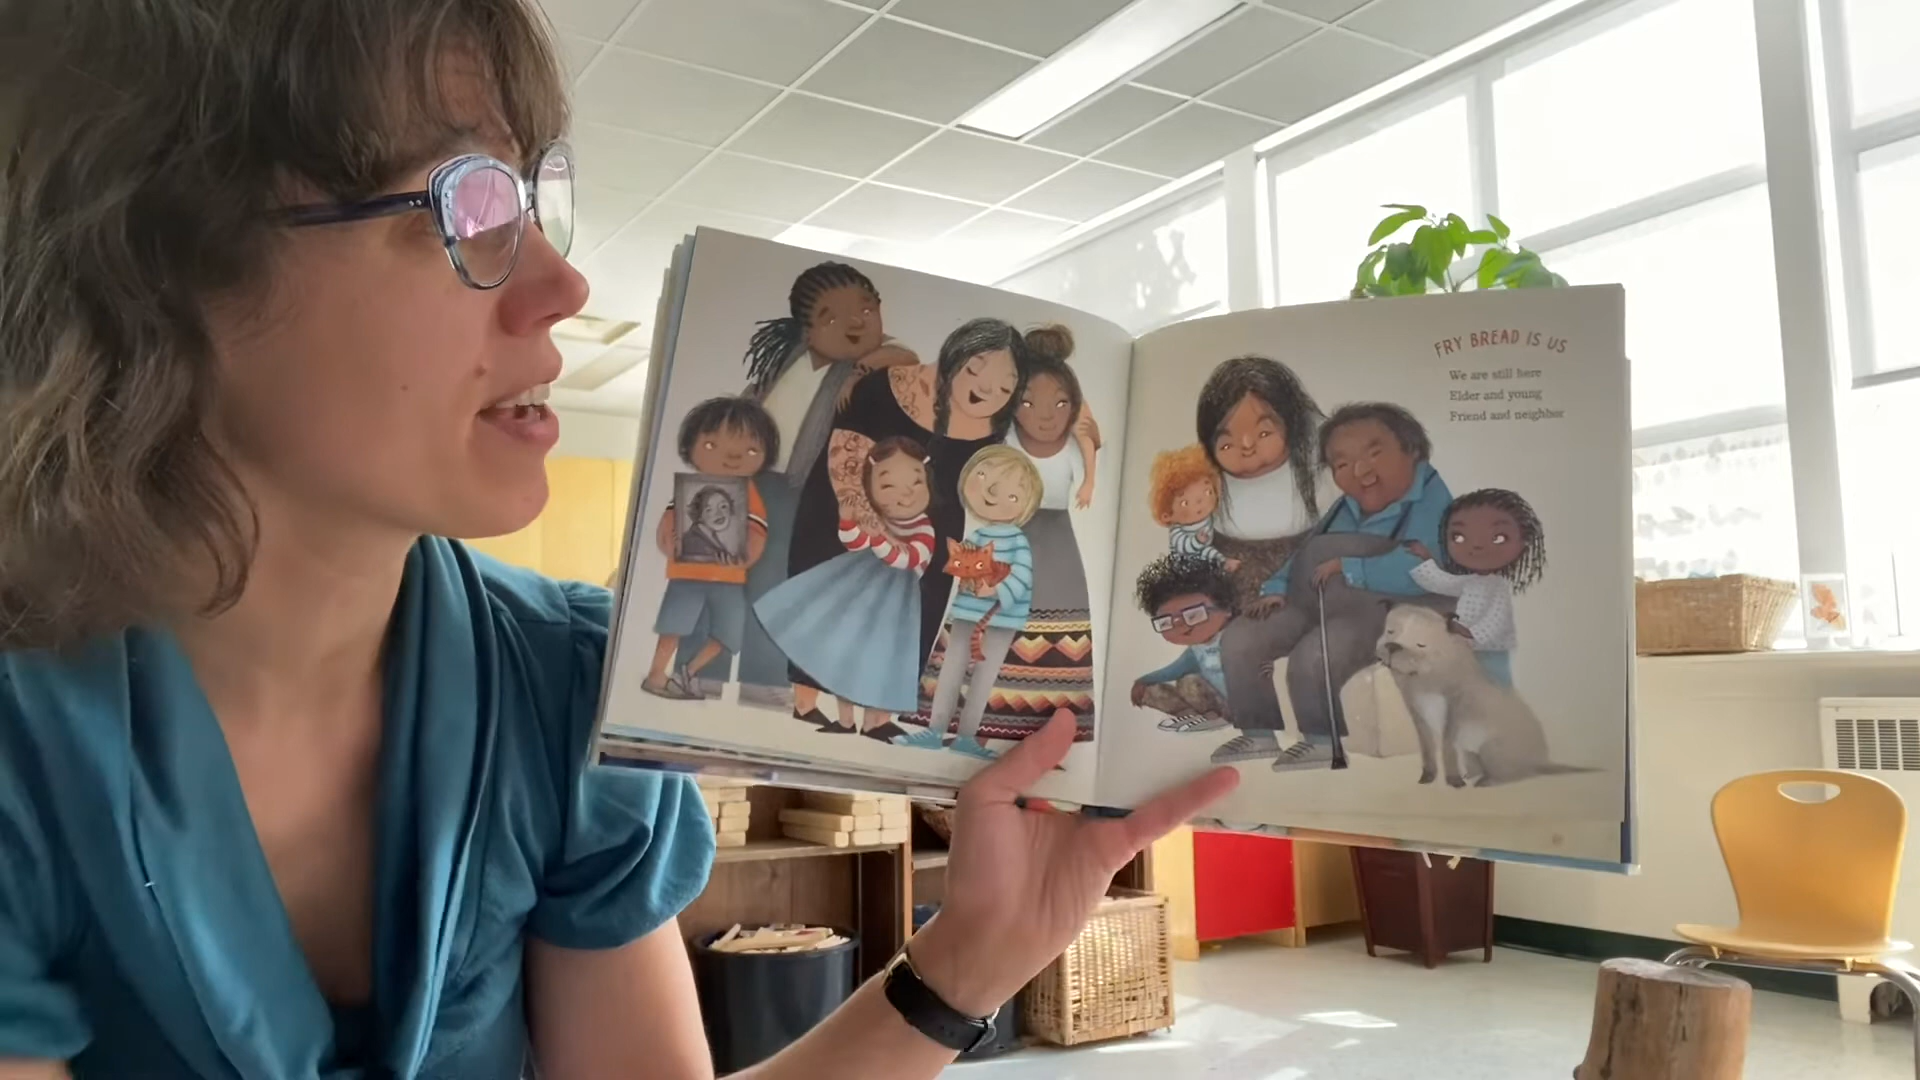 FRY BREAD IS US
We are still here
Elder and young
Friend and neighbor